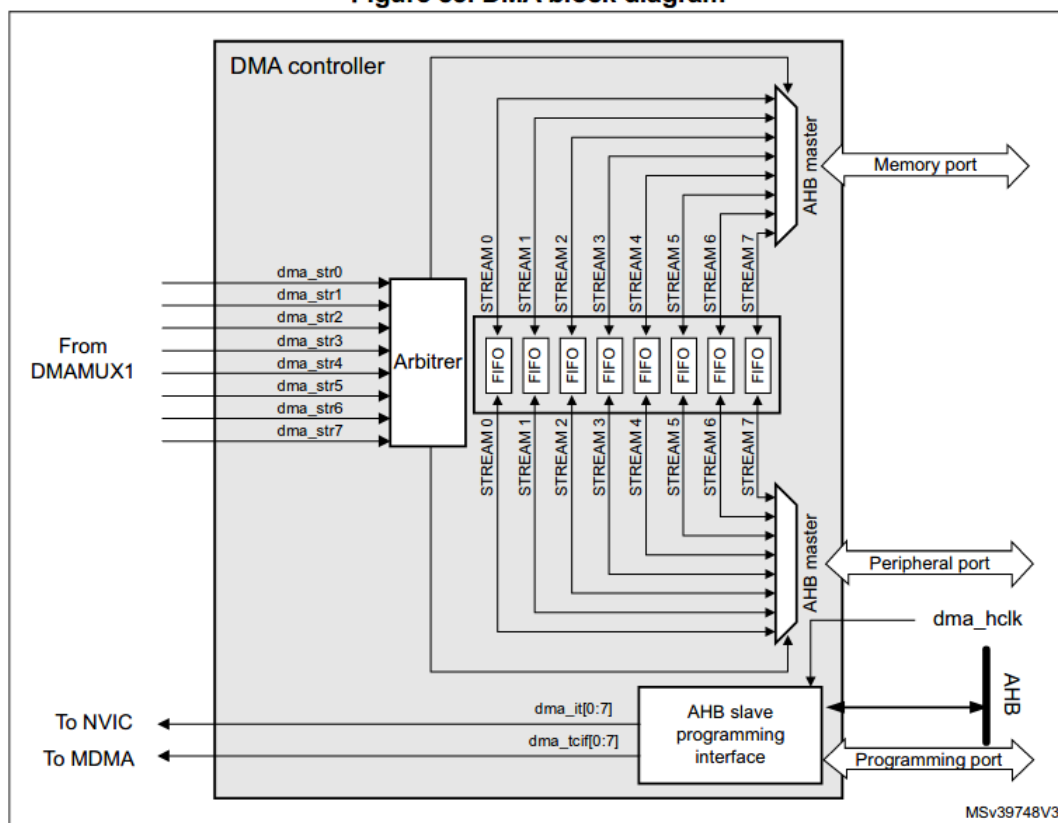 Figure 83. DMA block diagram
DMA controller
AHB master
Memory port
STREAM 0
STREAM 1
STREAM 2
STREAM 3
STREAM 4
STREAM 5
STREAM 6
STREAM 7
From
DMAMUX1
dma_str0
dma_str1
dma_str2
dma_str3
dma_str4
dma_str5
dma_str6
dma_str7
Arbitrer
FIFO
FIFO
FIFO
FIFO
FIFO
FIFO
FIFO
FIFO
STREAM 0
STREAM 1
STREAM 2
STREAM 3
STREAM 4
STREAM 5
STREAM 6
STREAM 7
AHB master
Peripheral port
dma_hclk
AHB
To NVIC
dma_it[0:7]
To MDMA
dma_tcif[0:7]
AHB slave
programming
interface
Programming port
MSv39748V3